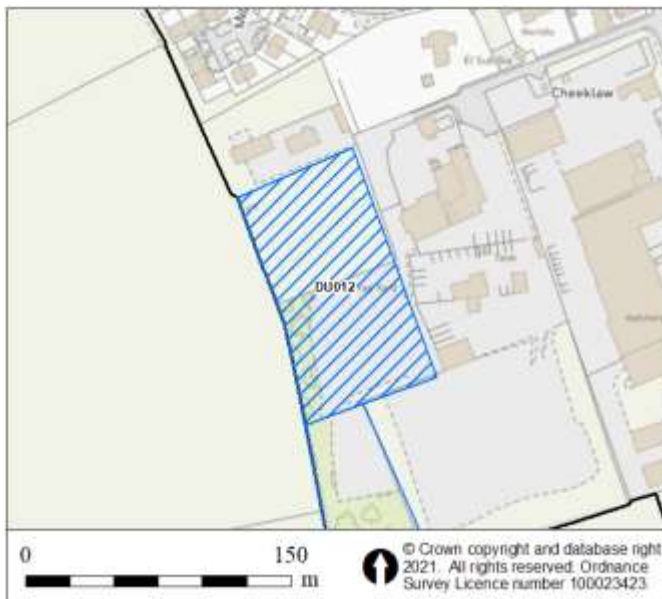 Cheeklaw
DU012
0 150
m
© Crown copyright and database right
2021. All rights reserved. Ordnance
Survey Licence number 100023423.